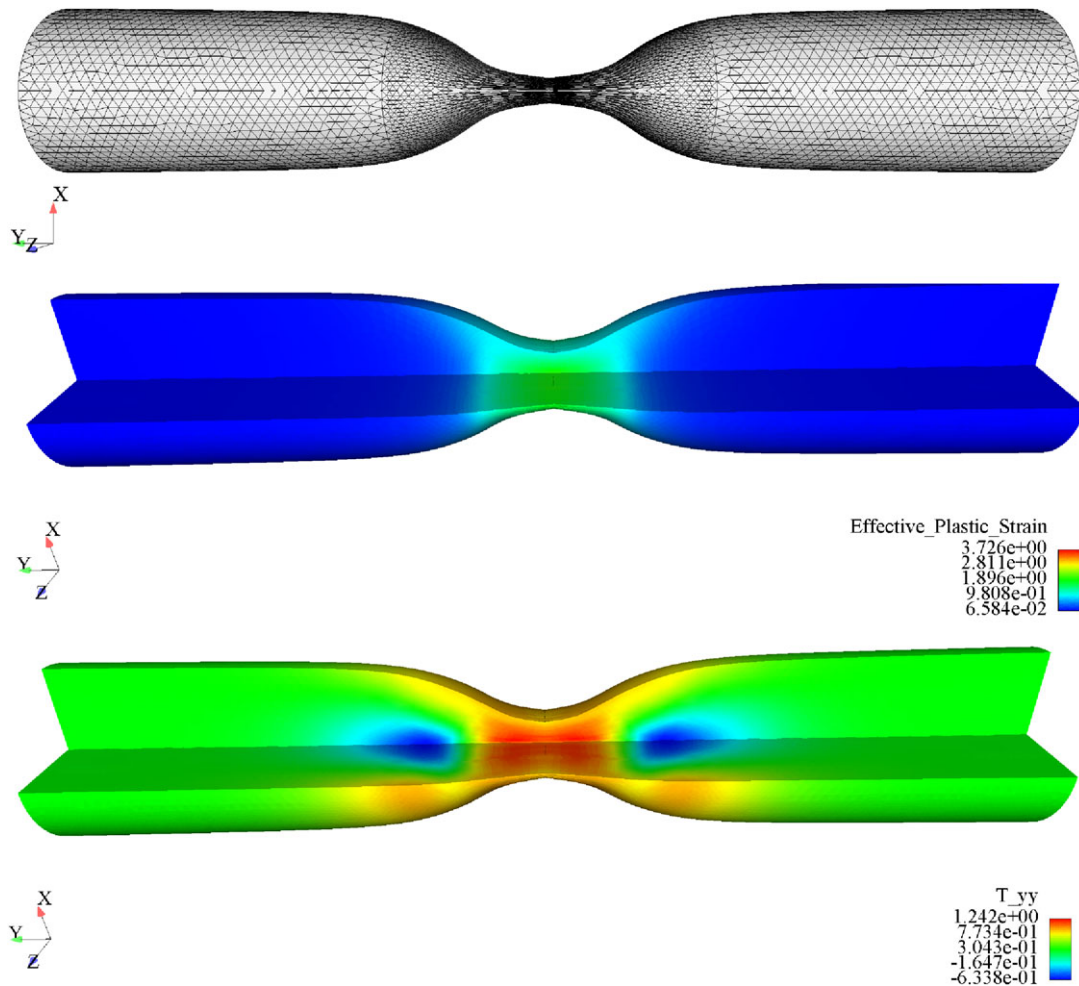 X
Y
Z
X
Y
Z
Effective_Plastic_Strain
3.726e+00
2.811e+00
1.896e+00
9.808e-01
6.584e-02
X
Y
Z
T_yy
1.242e+00
7.734e-01
3.043e-01
-1.647e-01
-6.338e-01